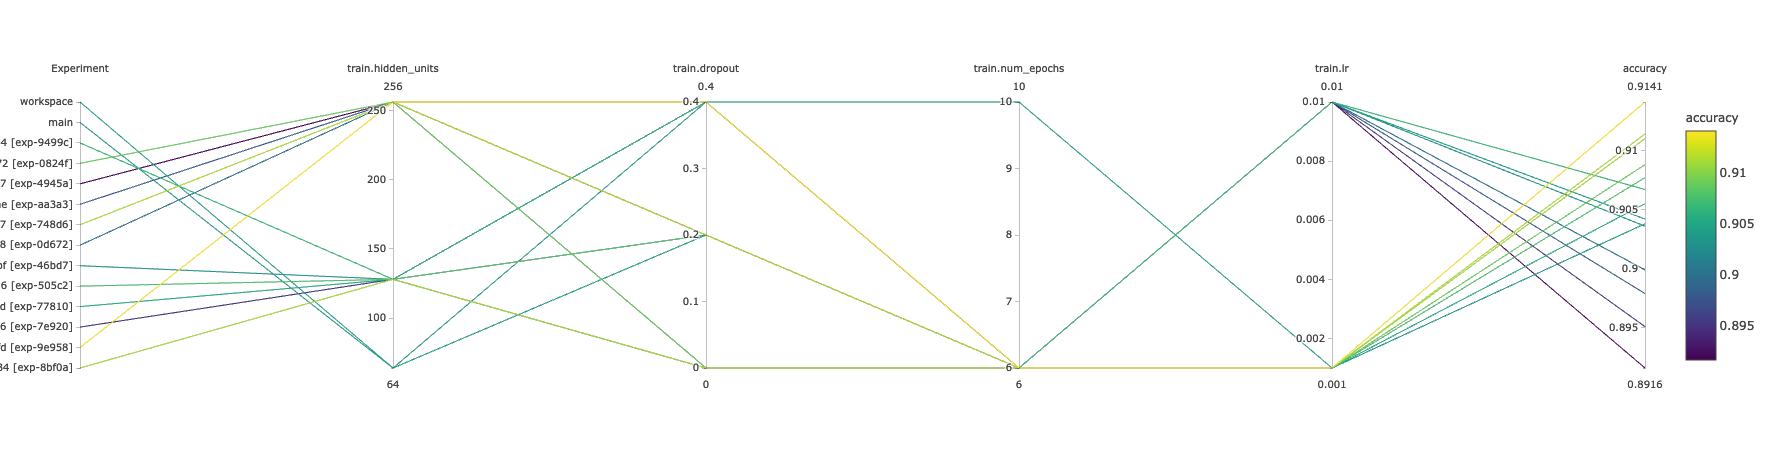 Experiment
workspace
main
4 [exp-9499c]
72 [exp-0824f]
7 [exp-4945a]
e [exp-aa3a3]
7 [exp-748d6]
8 [exp-0d672]
f [exp-46bd7]
6 [exp-505c2]
d [exp-77810]
6 [exp-7e920]
fd [exp-9e958]
34 [exp-8bf0a]
train.hidden_units
256
250
200
150
100
64
train.dropout
0.4
0.4
0.3
0.2
0.1
0
0
train.num_epochs
10
10
9
8
7
6
6
train.lr
0.01
0.01
0.008
0.006
0.004
0.002
0.001
accuracy
0.9141
0.91
0.905
0.9
0.895
0.8916
accuracy
0.91
0.905
0.9
0.895